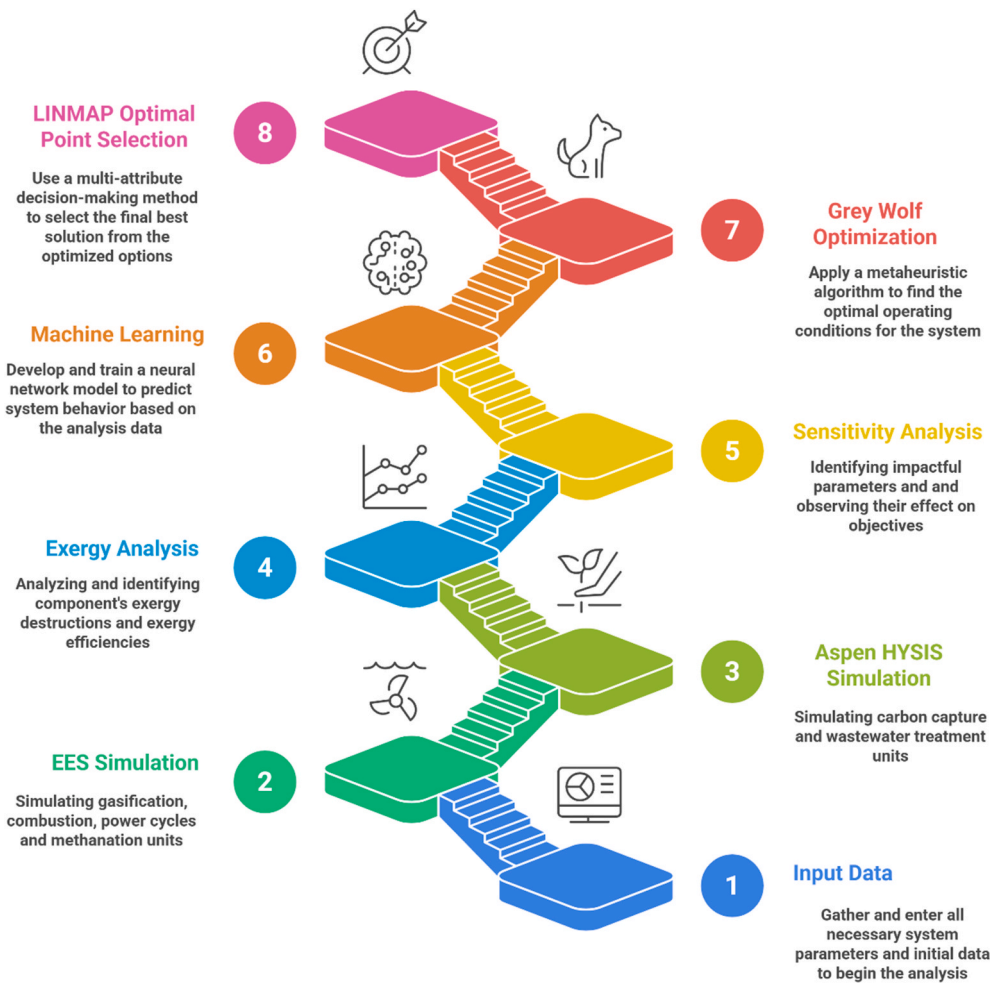 LINMAP Optimal
Point Selection
8
Use a multi-attribute
decision-making method
to select the final best
solution from the
optimized options
7
Grey Wolf
Optimization
Apply a metaheuristic
algorithm to find the
optimal operating
conditions for the system
Machine Learning
6
Develop and train a neural
network model to predict
system behavior based on
the analysis data
5
Sensitivity Analysis
Identifying impactful
parameters and and
observing their effect on
objectives
Exergy Analysis
4
Analyzing and identifying
component's exergy
destructions and exergy
efficiencies
3
Aspen HYSIS
Simulation
Simulating carbon capture
and wastewater treatment
units
EES Simulation
2
Simulating gasification,
combustion, power cycles
and methanation units
1
Input Data
Gather and enter all
necessary system
parameters and initial data
to begin the analysis